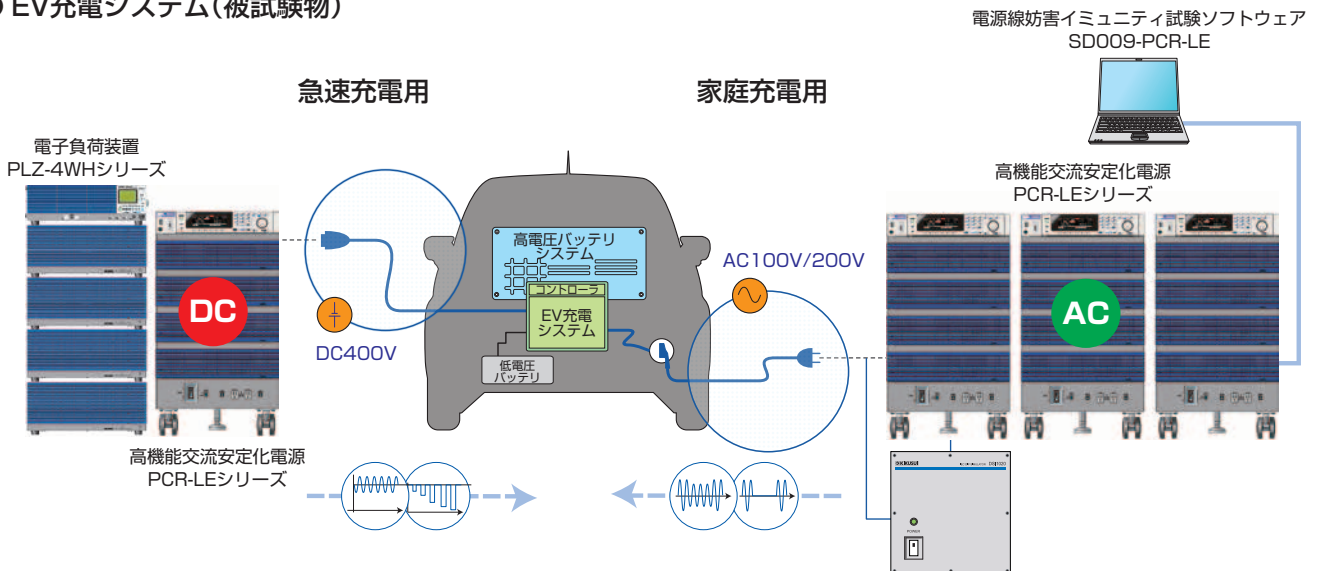 EV充電システム(被試験物)
電源線妨害イミュニティ試験ソフトウェア
SD009-PCR-LE
急速充電用
家庭充電用
電子負荷装置
PLZ-4WHシリーズ
高機能交流安定化電源
PCR-LEシリーズ
高電圧バッテリ
システム
コントローラ
EV充電
システム
低電圧
バッテリ
DC
DC400V
AC100V/200V
AC
高機能交流安定化電源
PCR-LEシリーズ
KIKUSUI
POWER